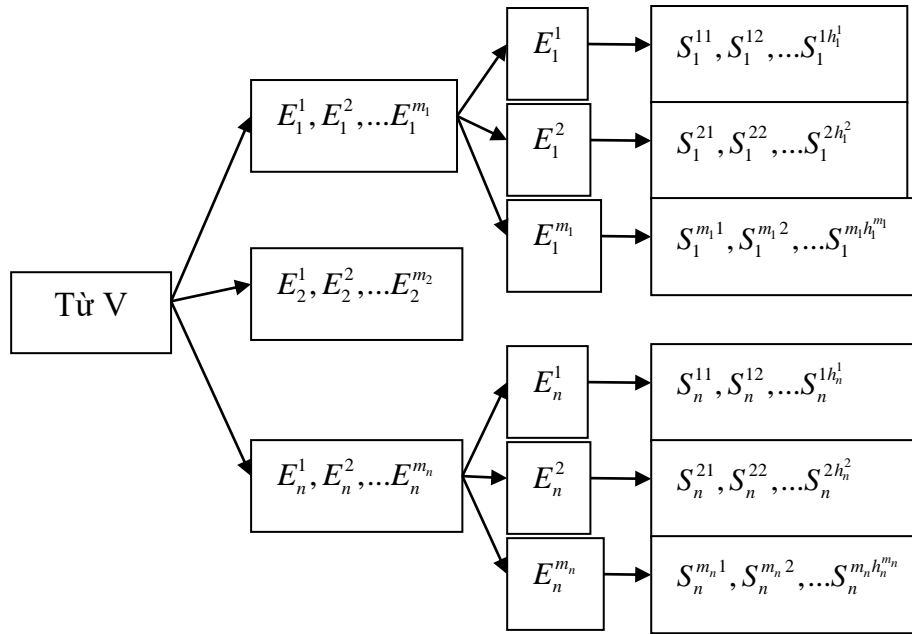 $E_1^1$
$S_1^{11}, S_1^{12}, ...S_1^{1h_1^1}$
$E_1^1, E_1^2, ...E_1^{m_1}$
$E_1^2$
$S_1^{21}, S_1^{22}, ...S_1^{2h_1^2}$
$E_1^{m_1}$
$S_1^{m_1 1}, S_1^{m_1 2}, ...S_1^{m_1 h_1^{m_1}}$
Từ V
$E_2^1, E_2^2, ...E_2^{m_2}$
$E_n^1$
$S_n^{11}, S_n^{12}, ...S_n^{1h_n^1}$
$E_n^1, E_n^2, ...E_n^{m_n}$
$E_n^2$
$S_n^{21}, S_n^{22}, ...S_n^{2h_n^2}$
$E_n^{m_n}$
$S_n^{m_n 1}, S_n^{m_n 2}, ...S_n^{m_n h_n^{m_n}}$